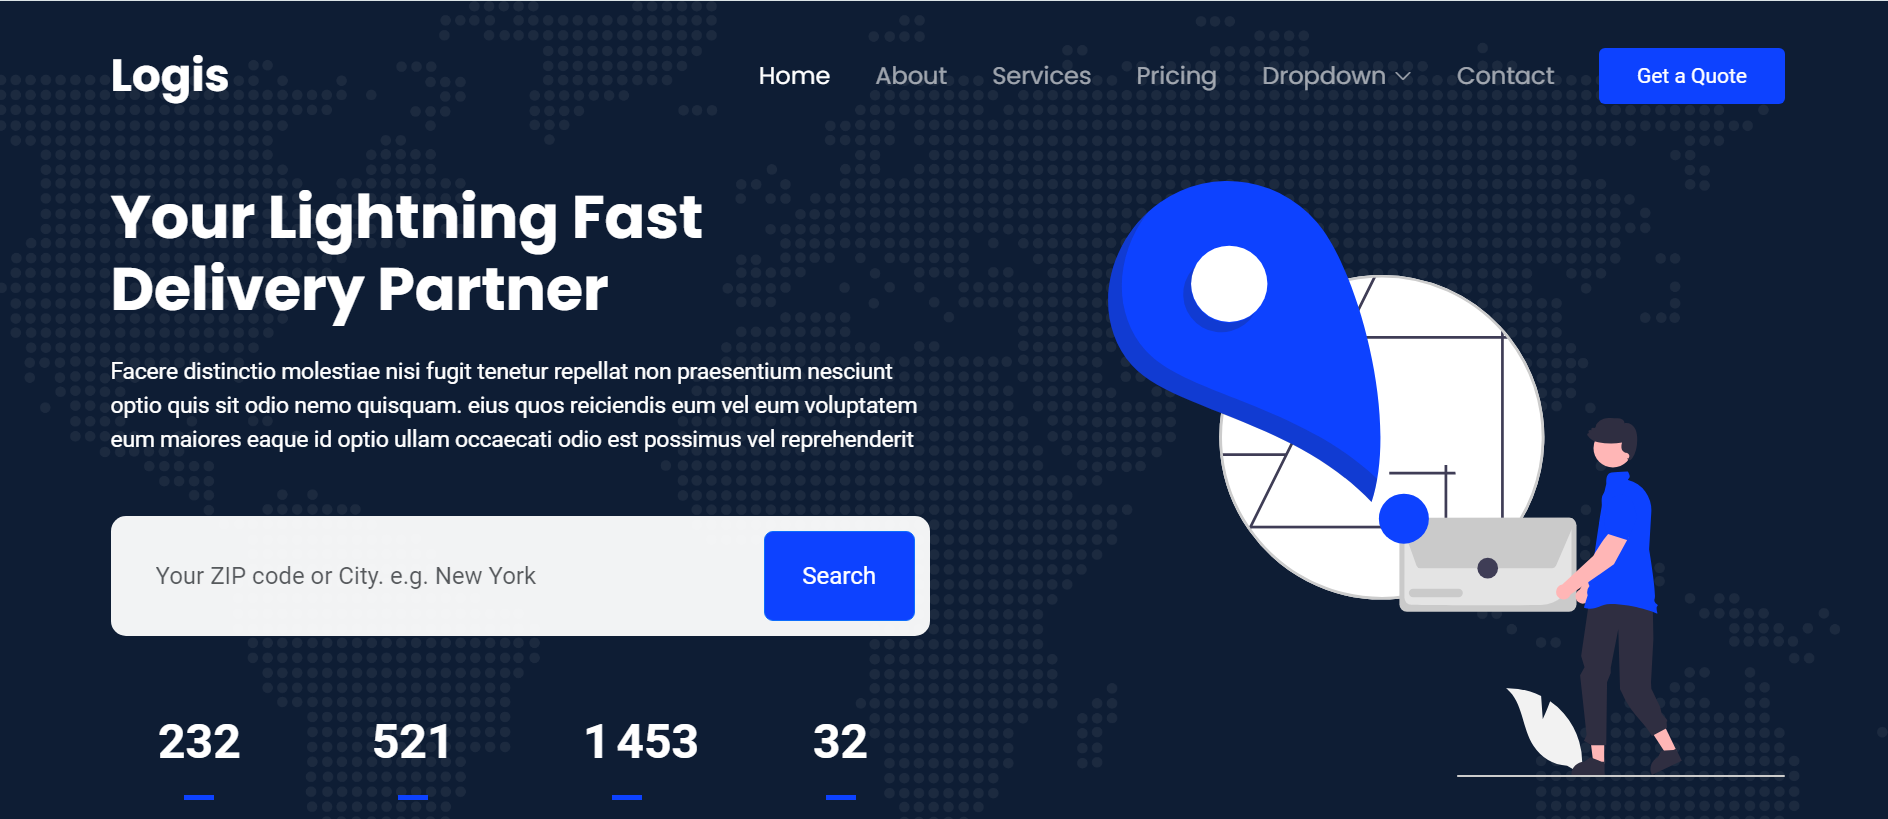 Logis
Home About Services Pricing Dropdown Contact Get a Quote
Your Lightning Fast
Delivery Partner
Facere distinctio molestiae nisi fugit tenetur repellat non praesentium nesciunt
optio quis sit odio nemo quisquam. eius quos reiciendis eum vel eum voluptatem
eum maiores eaque id optio ullam occaecati odio est possimus vel reprehenderit
Your ZIP code or City. e.g. New York Search
232 521 1 453 32